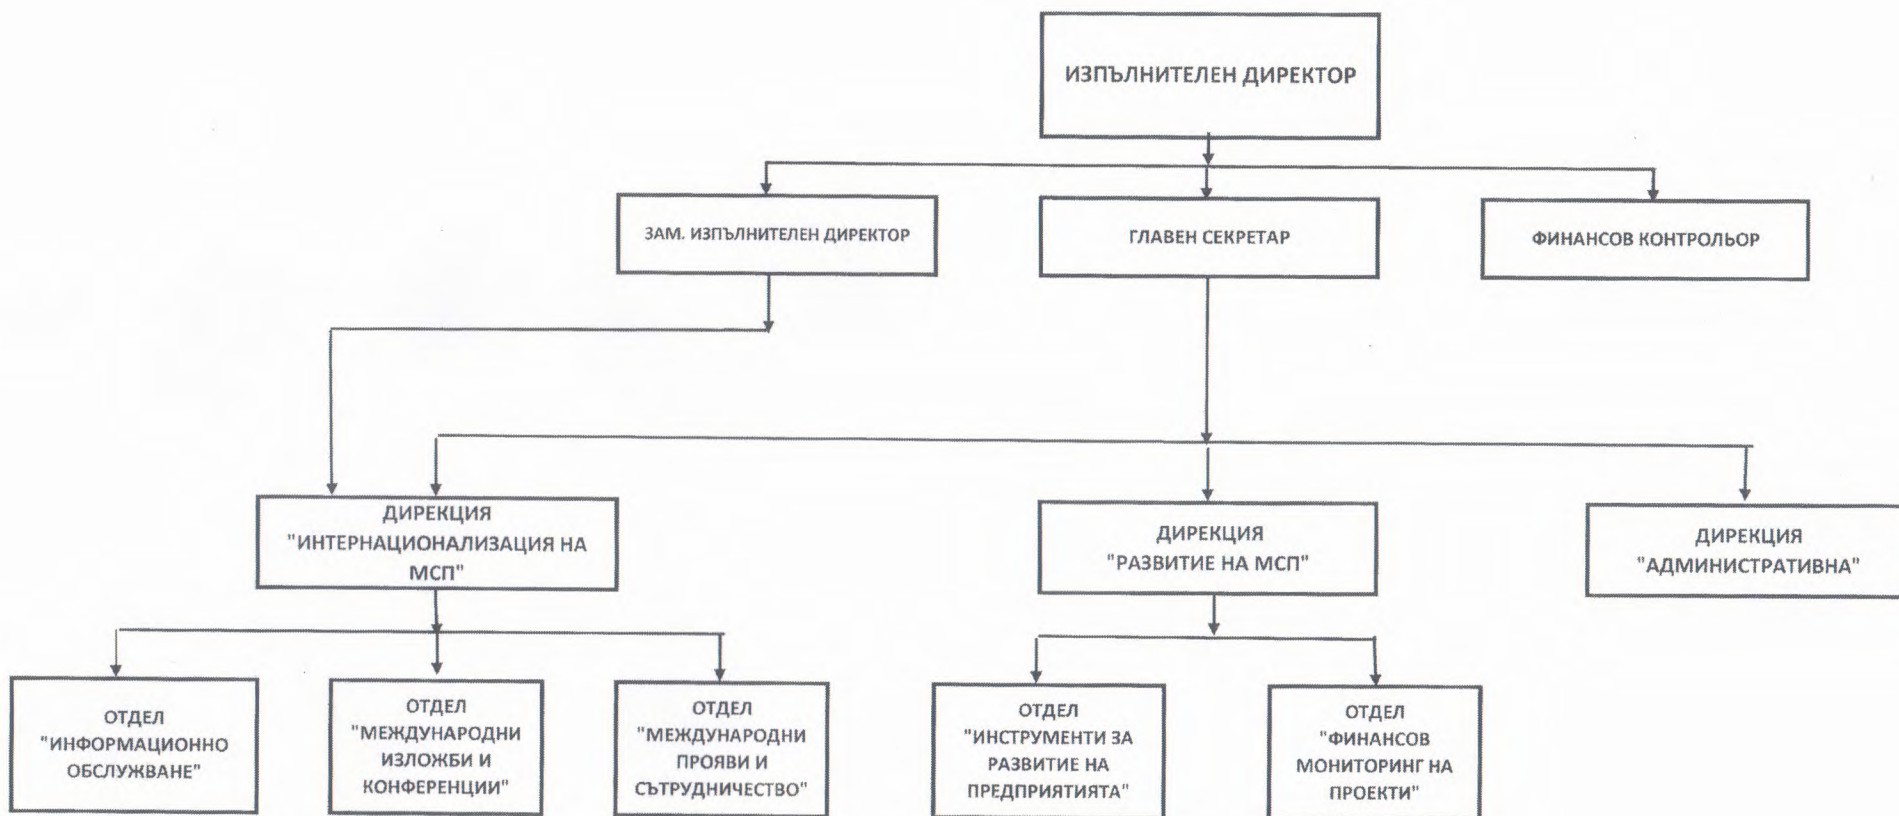 ИЗПЪЛНИТЕЛЕН ДИРЕКТОР
ЗАМ. ИЗПЪЛНИТЕЛЕН ДИРЕКТОР
ГЛАВЕН СЕКРЕТАР
ФИНАНСОВ КОНТРОЛЬОР
ДИРЕКЦИЯ
"ИНТЕРНАЦИОНАЛИЗАЦИЯ НА
МСП"
ДИРЕКЦИЯ
"РАЗВИТИЕ НА МСП"
ДИРЕКЦИЯ
"АДМИНИСТРАТИВНА"
ОТДЕЛ
"ИНФОРМАЦИОННО
ОБСЛУЖВАНЕ"
ОТДЕЛ
"МЕЖДУНАРОДНИ
ИЗЛОЖБИ И
КОНФЕРЕНЦИИ"
ОТДЕЛ
"МЕЖДУНАРОДНИ
ПРОЯВИ И
СЪТРУДНИЧЕСТВО"
ОТДЕЛ
"ИНСТРУМЕНТИ ЗА
РАЗВИТИЕ НА
ПРЕДПРИЯТИЯТА"
ОТДЕЛ
"ФИНАНСОВ
МОНИТОРИНГ НА
ПРОЕКТИ"